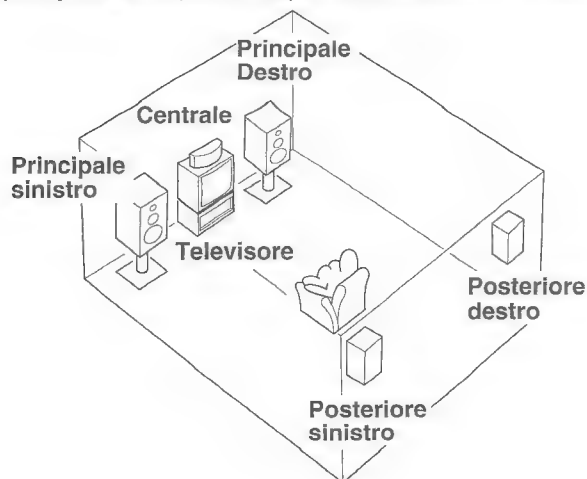 Principale
Destro
Centrale
Principale
sinistro
Televisore
Posteriore
destro
Posteriore
sinistro